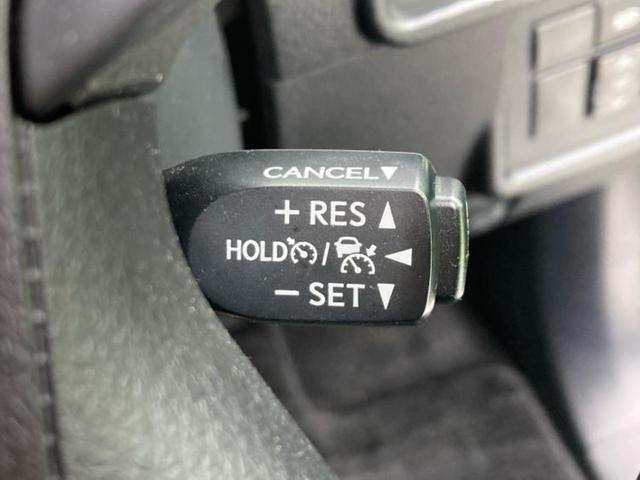 CANCEL▼
+ RES ▲
HOLD / ◀
− SET ▼